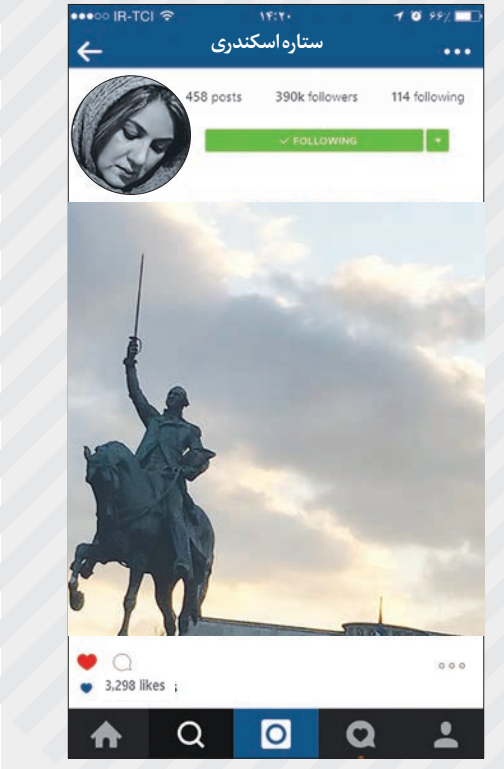 IR-TCI ۱۴:۲۰ ۶۶٪
ستاره اسکندری
458 posts 390k followers 114 following
✓ FOLLOWING
3,298 likes